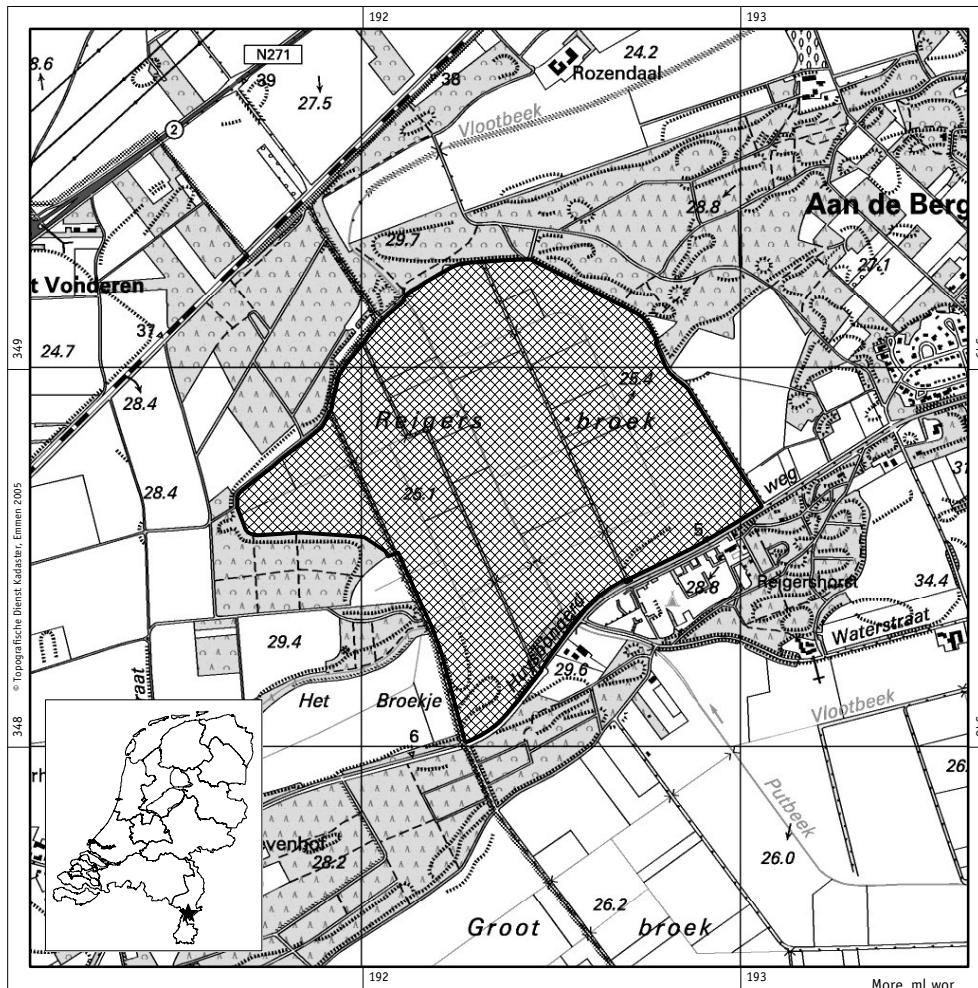 192
193
N271
38
39
24.2
Rozendaal
8.6
27.5
Vlootbeek
2
28.8
Aan de Berg
29.7
27.1
t Vonderen
37
349
24.7
25.4
28.4
Reigers broek
28.4
25.1
weg
5
© Topografische Dienst Kadaster, Emmen 2005
28.8
Reigershorst
34.4
29.4
Waterstraat
29.6
raat
Het Broekje
Vlootbeek
348
6
26.
Putbeek
evenhof
28.2
26.0
26.2
Groot broek
192
193